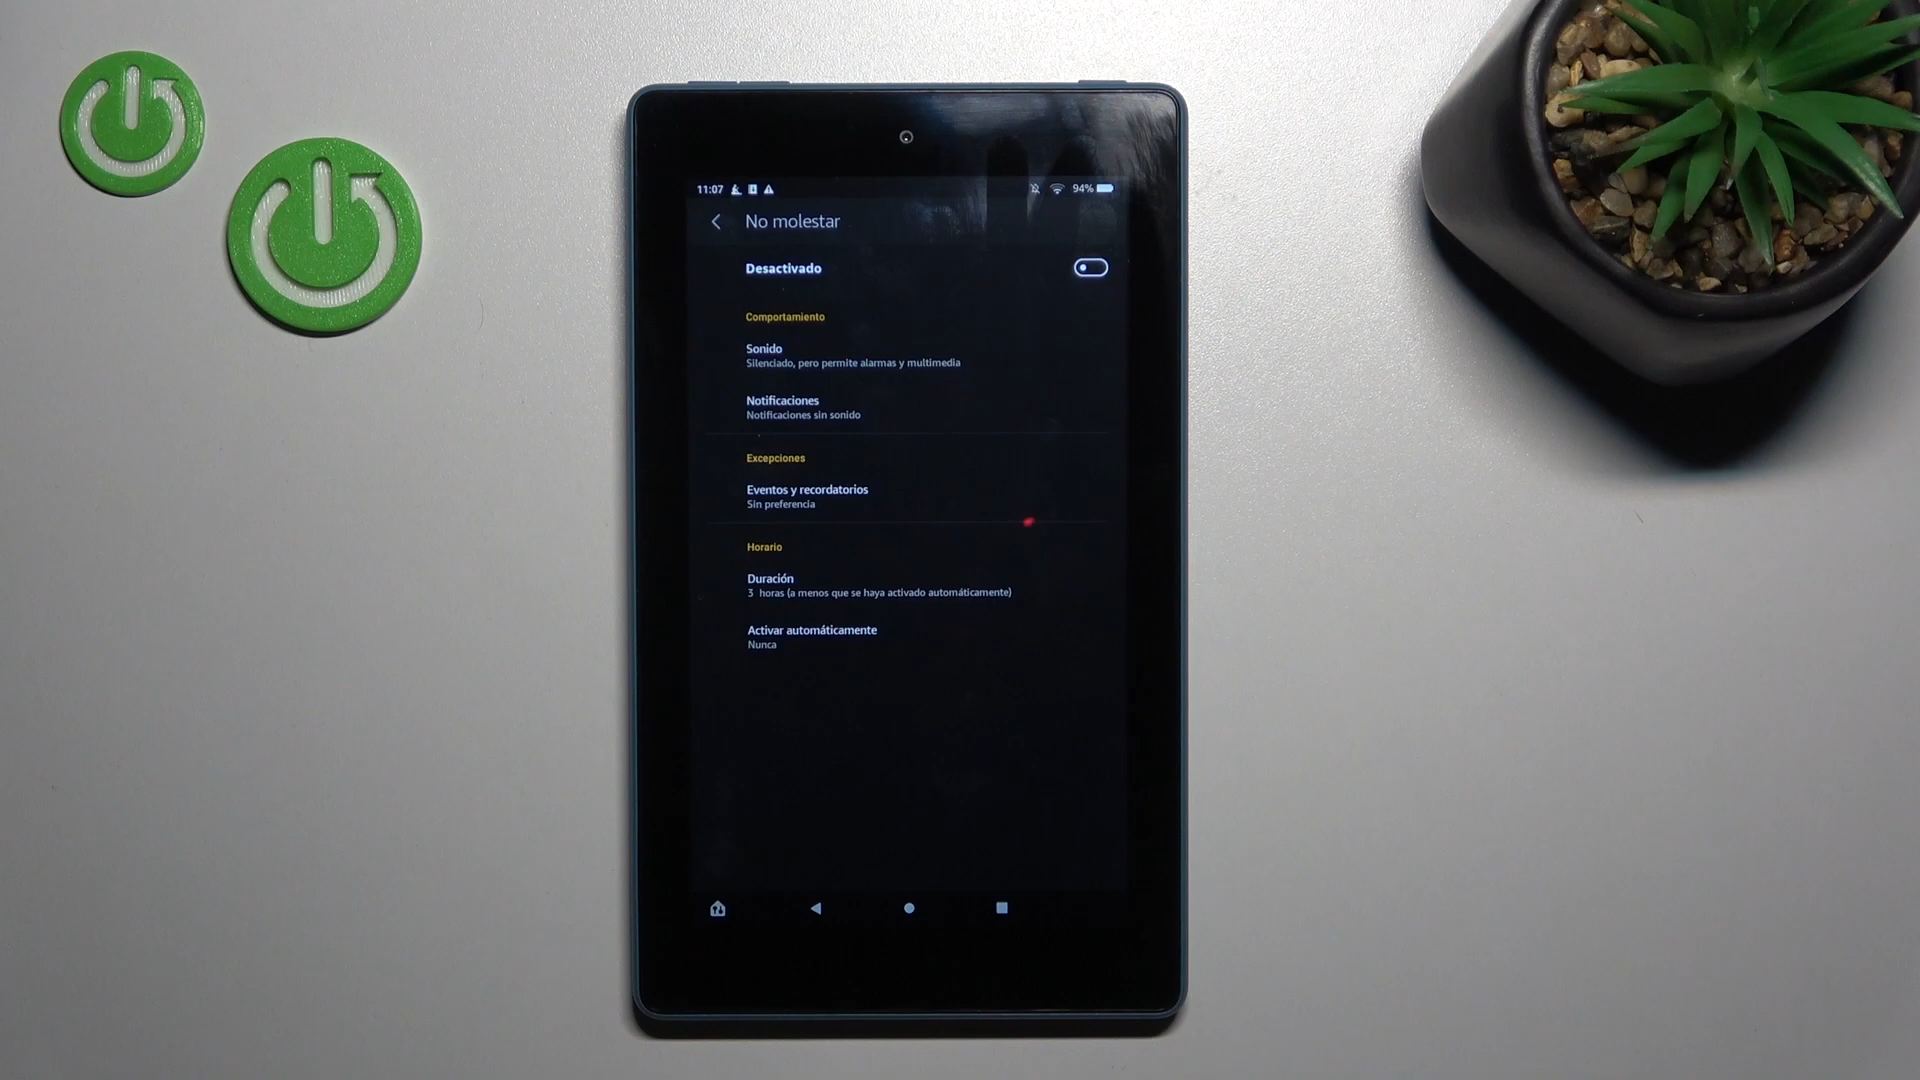 11:07 94%
No molestar
Desactivado
Comportamiento
Sonido
Silenciado, pero permite alarmas y multimedia
Notificaciones
Notificaciones sin sonido
Excepciones
Eventos y recordatorios
Sin preferencia
Horario
Duración
3 horas (a menos que se haya activado automáticamente)
Activar automáticamente
Nunca